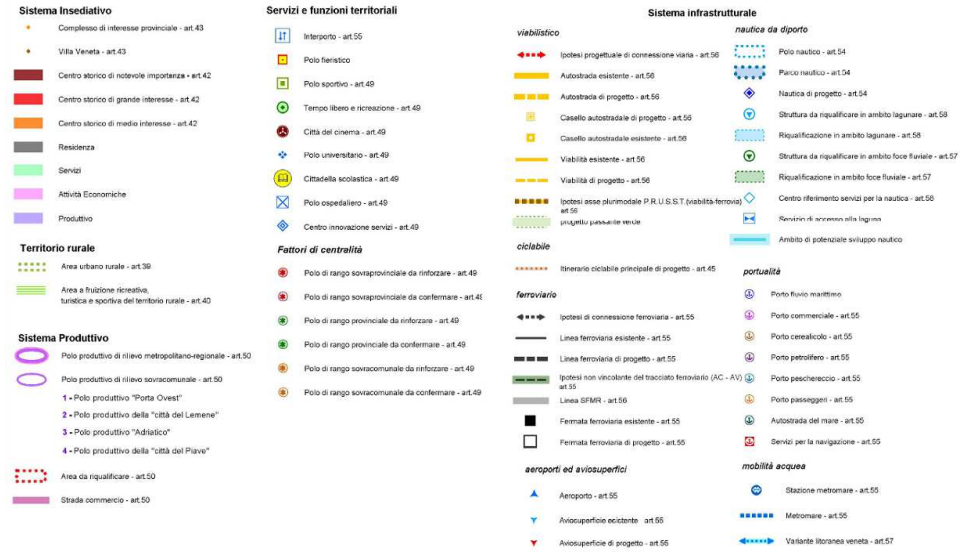 Sistema Insediativo
Complesso di interesse provinciale - art.43
Villa Veneta - art.43
Centro storico di notevole importanza - art.42
Centro storico di grande interesse - art.42
Centro storico di medio interesse - art.42
Residenza
Servizi
Attività Economiche
Produttivo
Territorio rurale
Area urbano rurale - art.39
Area a fruizione ricreativa,
turistica e sportiva del territorio rurale - art.40
Sistema Produttivo
Polo produttivo di rilievo metropolitano-regionale - art.50
Polo produttivo di rilievo sovracomunale - art.50
1 - Polo produttivo "Porta Ovest"
2 - Polo produttivo della "città del Lemene"
3 - Polo produttivo "Adriatico"
4 - Polo produttivo della "città del Piave"
Area da riqualificare - art.50
Strada commercio - art.50
Servizi e funzioni territoriali
Interporto - art.55
Polo fieristico
Polo sportivo - art.49
Tempo libero e ricreazione - art.49
Città del cinema - art.49
Polo universitario - art.49
Cittadella scolastica - art.49
Polo ospedaliero - art.49
Centro innovazione servizi - art.49
Fattori di centralità
Polo di rango sovraprovinciale da rinforzare - art.49
Polo di rango sovraprovinciale da confermare - art.49
Polo di rango provinciale da rinforzare - art.49
Polo di rango provinciale da confermare - art.49
Polo di rango sovracomunale da rinforzare - art.49
Polo di rango sovracomunale da confermare - art.49
Sistema infrastrutturale
viabilistico
Ipotesi progettuale di connessione viaria - art.56
Autostrada esistente - art.56
Autostrada di progetto - art.56
Casello autostradale di progetto - art.56
Casello autostradale esistente - art.56
Viabilità esistente - art.56
Viabilità di progetto - art.56
Ipotesi asse plurimodale P.R.U.S.S.T.(viabilità-ferrovia)
art.56
progetto passante verde
ciclabile
Itinerario ciclabile principale di progetto - art.45
ferroviario
Ipotesi di connessione ferroviaria - art.55
Linea ferroviaria esistente - art.55
Linea ferroviaria di progetto - art.55
Ipotesi non vincolante del tracciato ferroviario (AC - AV)
art.55
Linea SFMR - art.56
Fermata ferroviaria esistente - art.55
Fermata ferroviaria di progetto - art.55
aeroporti ed aviosuperfici
Aeroporto - art.55
Aviosuperficie esistente - art.55
Aviosuperficie di progetto - art.55
nautica da diporto
Polo nautico - art.54
Parco nautico - art.54
Nautica di progetto - art.54
Struttura da riqualificare in ambito lagunare - art.58
Riqualificazione in ambito lagunare - art.58
Struttura da riqualificare in ambito foce fluviale - art.57
Riqualificazione in ambito foce fluviale - art.57
Centro riferimento servizi per la nautica - art.56
Servizio di accesso alla laguna
Ambito di potenziale sviluppo nautico
portualità
Porto fluvio marittimo
Porto commerciale - art.55
Porto cerealicolo - art.55
Porto petrolifero - art.55
Porto peschereccio - art.55
Porto passeggeri - art.55
Autostrada del mare - art.55
Servizi per la navigazione - art.55
mobilità acquea
Stazione metromare - art.55
Metromare - art.55
Variante litoranea veneta - art.57